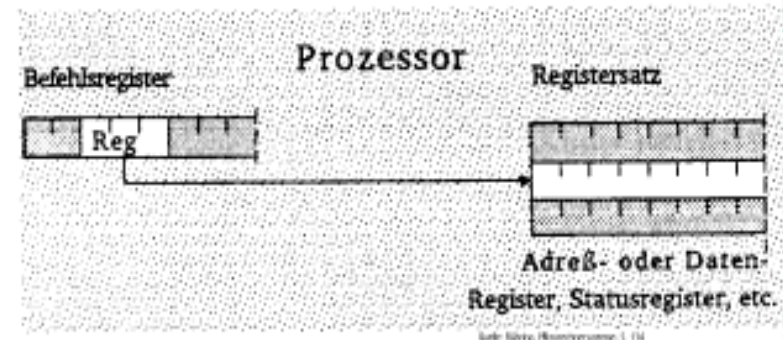 Prozessor
Befehlsregister
Registersatz
Reg
Adreß- oder Daten-
Register, Statusregister, etc.